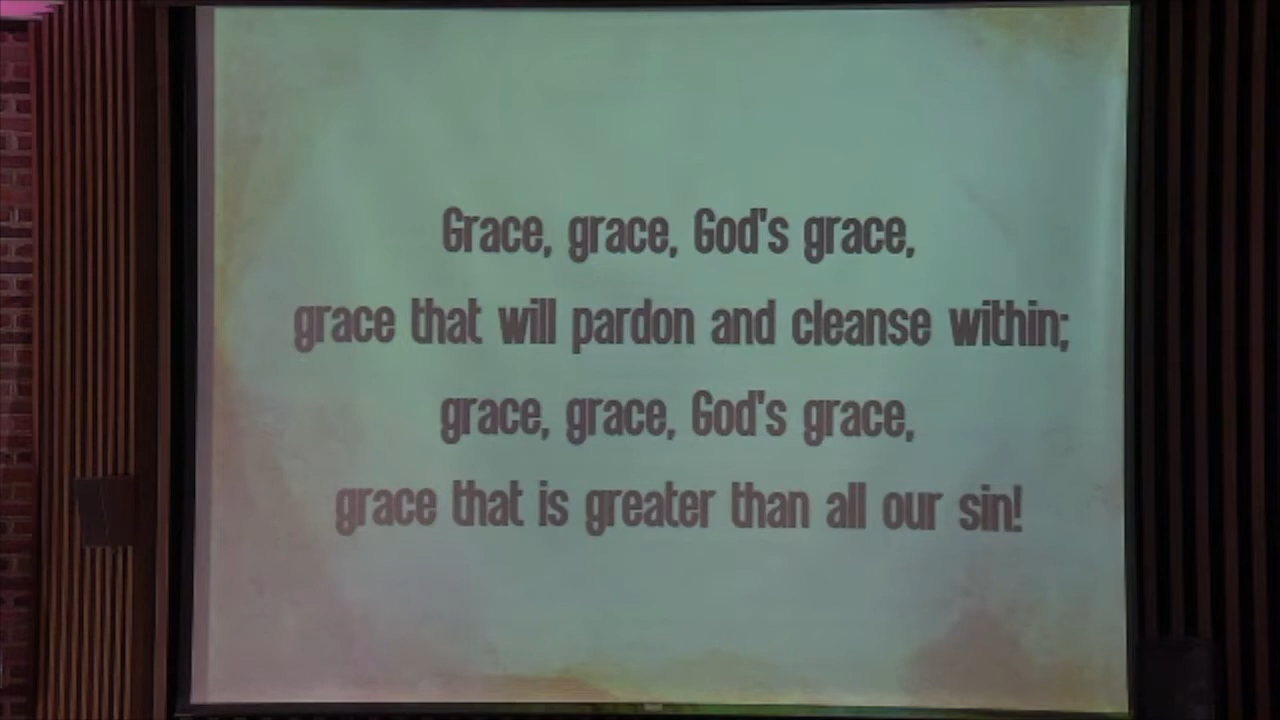 Grace, grace, God's grace,
grace that will pardon and cleanse within;
grace, grace, God's grace,
grace that is greater than all our sin!